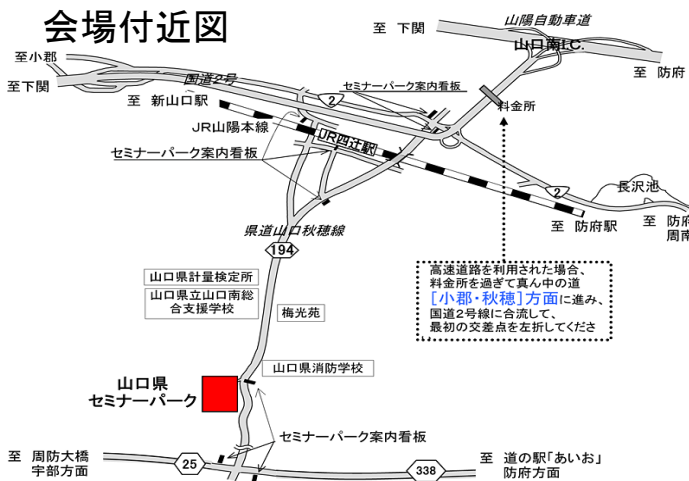 会場付近図
至 下関
山陽自動車道
山口南I.C.
至 防府
至小郡
至下関
国道2号
至 新山口駅
2
セミナーパーク案内看板
料金所
JR山陽本線
JR四辻駅
セミナーパーク案内看板
2
長沢池
至 防府駅
至 防府
周南
県道山口秋穂線
194
高速道路を利用された場合、
料金所を過ぎて真ん中の道
[小郡・秋穂]方面に進み、
国道2号線に合流して、
最初の交差点を左折してくださ
山口県計量検定所
山口県立山口南総
合支援学校
梅光苑
山口県消防学校
山口県
セミナーパーク
セミナーパーク案内看板
至 周防大橋
宇部方面
25
338
至 道の駅「あいお」
防府方面